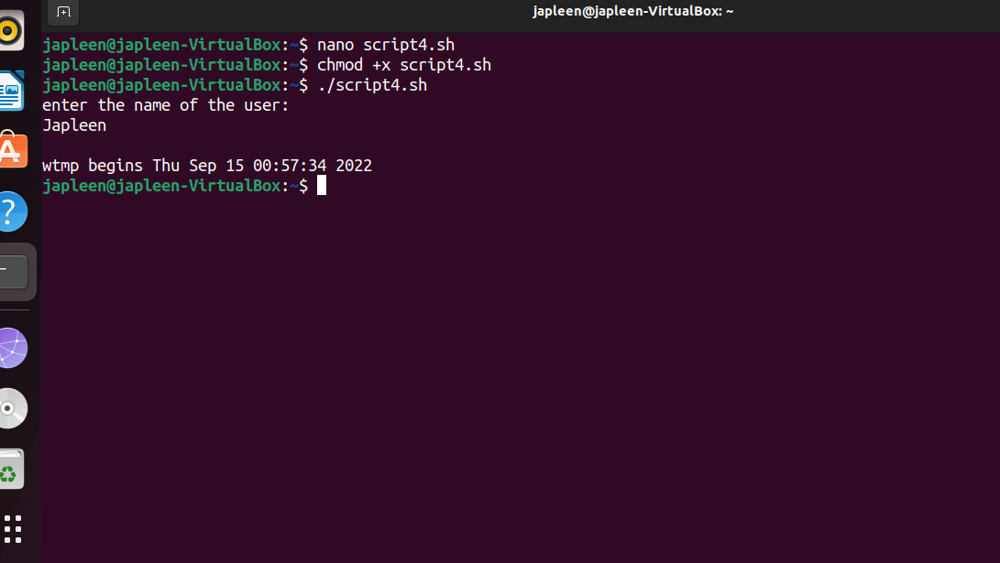 japleen@japleen-VirtualBox: ~
japleen@japleen-VirtualBox:~$ nano script4.sh
japleen@japleen-VirtualBox:~$ chmod +x script4.sh
japleen@japleen-VirtualBox:~$ ./script4.sh
enter the name of the user:
Japleen
wtmp begins Thu Sep 15 00:57:34 2022
japleen@japleen-VirtualBox:~$